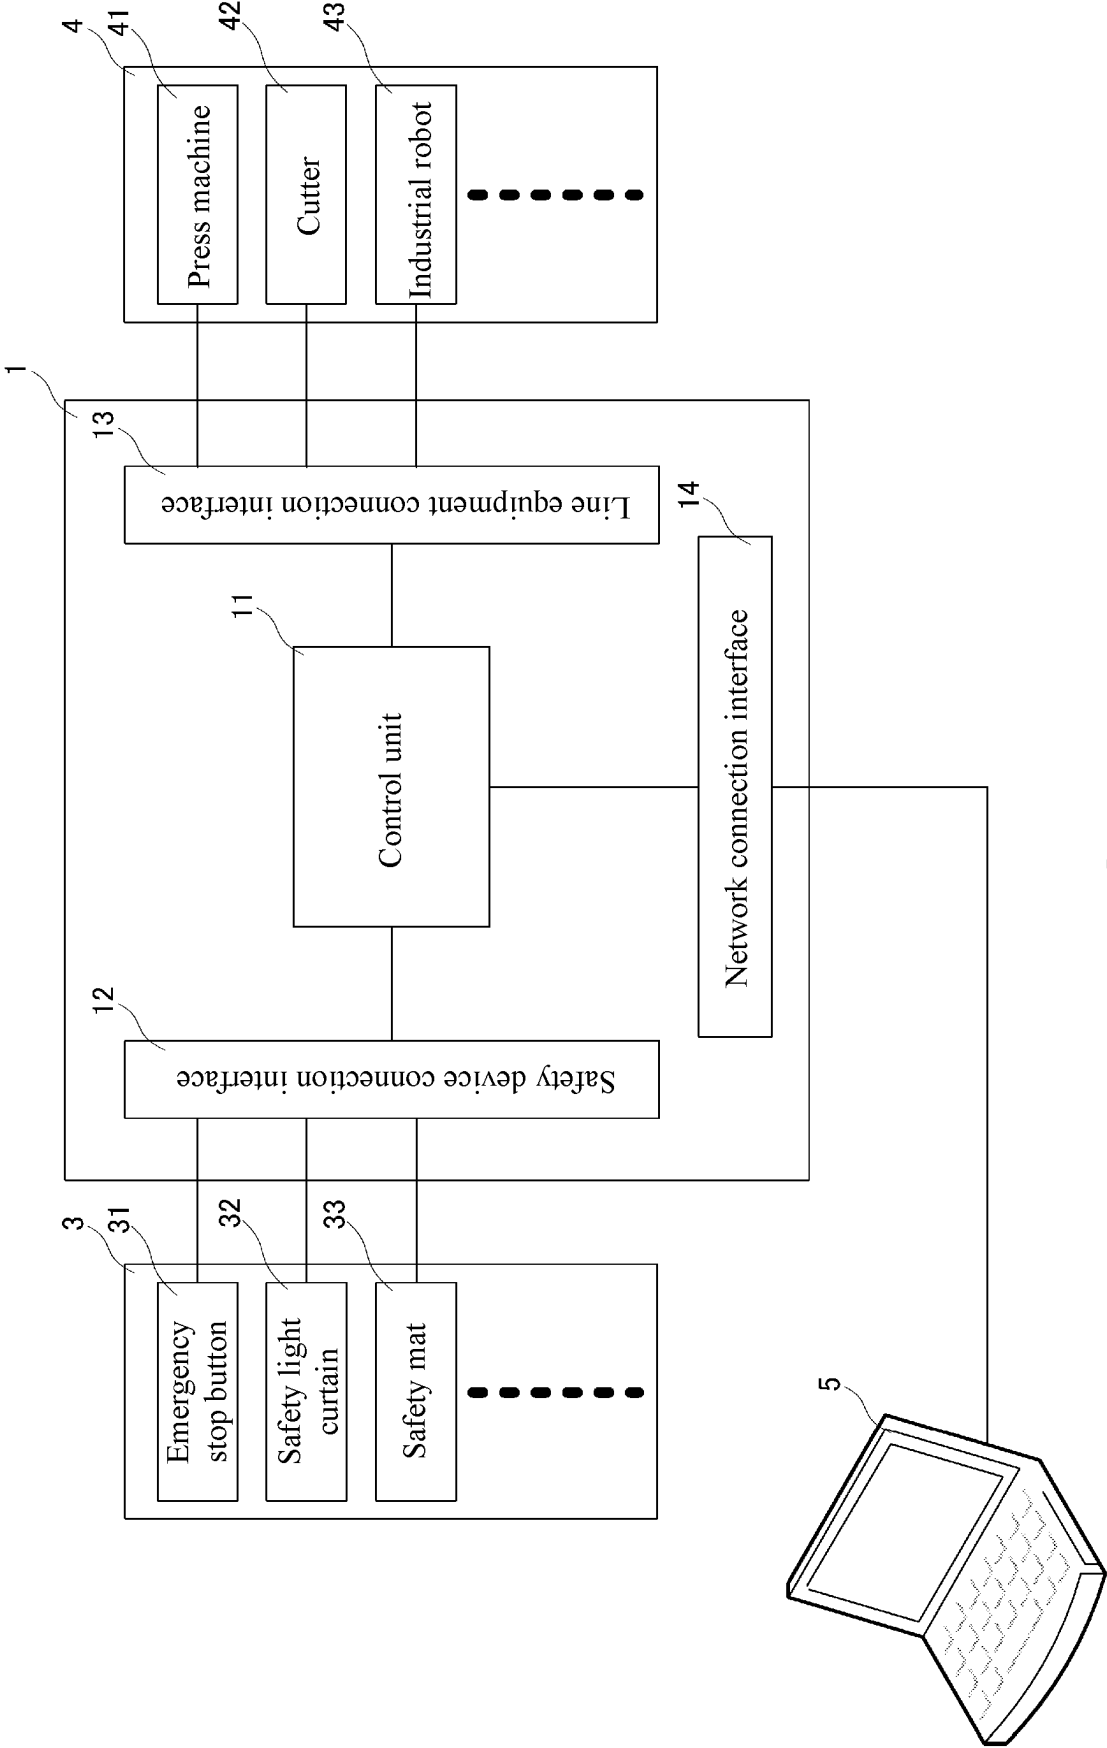 1
3
31
Emergency
stop button
32
Safety light
curtain
33
Safety mat
12
Safety device connection interface
11
Control unit
13
Line equipment connection interface
14
Network connection interface
4
41
Press machine
42
Cutter
43
Industrial robot
5